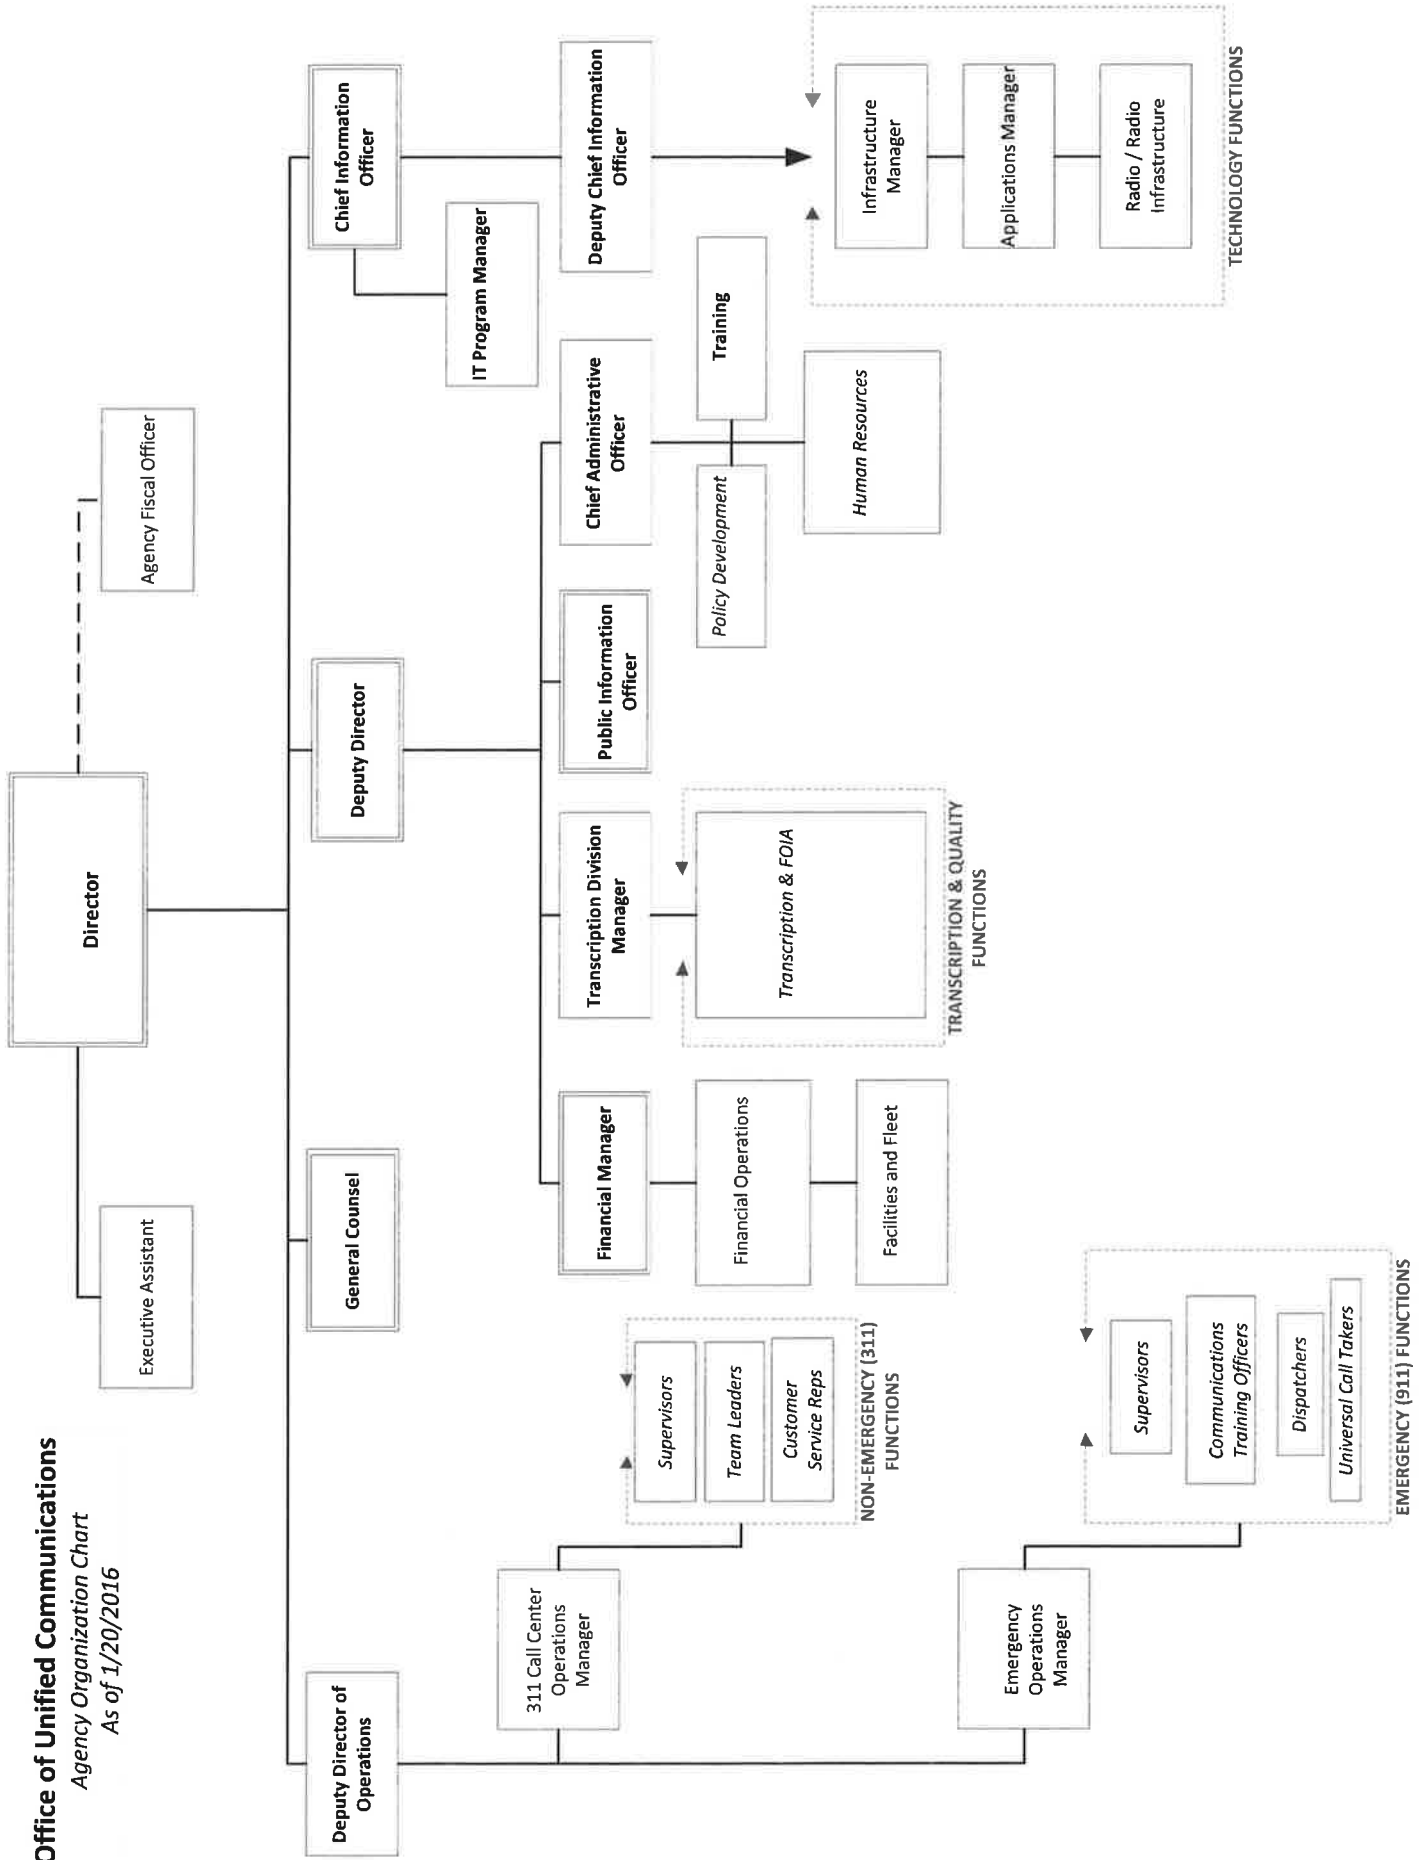 Office of Unified Communications
Agency Organization Chart
As of 1/20/2016
Director
Executive Assistant
Agency Fiscal Officer
Deputy Director of
Operations
General Counsel
Deputy Director
Chief Information
Officer
IT Program Manager
311 Call Center
Operations
Manager
Supervisors
Team Leaders
Customer
Service Reps
NON-EMERGENCY (311)
FUNCTIONS
Emergency
Operations
Manager
Supervisors
Communications
Training Officers
Dispatchers
Universal Call Takers
EMERGENCY (911) FUNCTIONS
Financial Manager
Financial Operations
Facilities and Fleet
Transcription Division
Manager
Transcription & FOIA
TRANSCRIPTION & QUALITY
FUNCTIONS
Public Information
Officer
Chief Administrative
Officer
Policy Development
Training
Human Resources
Deputy Chief Information
Officer
Infrastructure
Manager
Applications Manager
Radio / Radio
Infrastructure
TECHNOLOGY FUNCTIONS